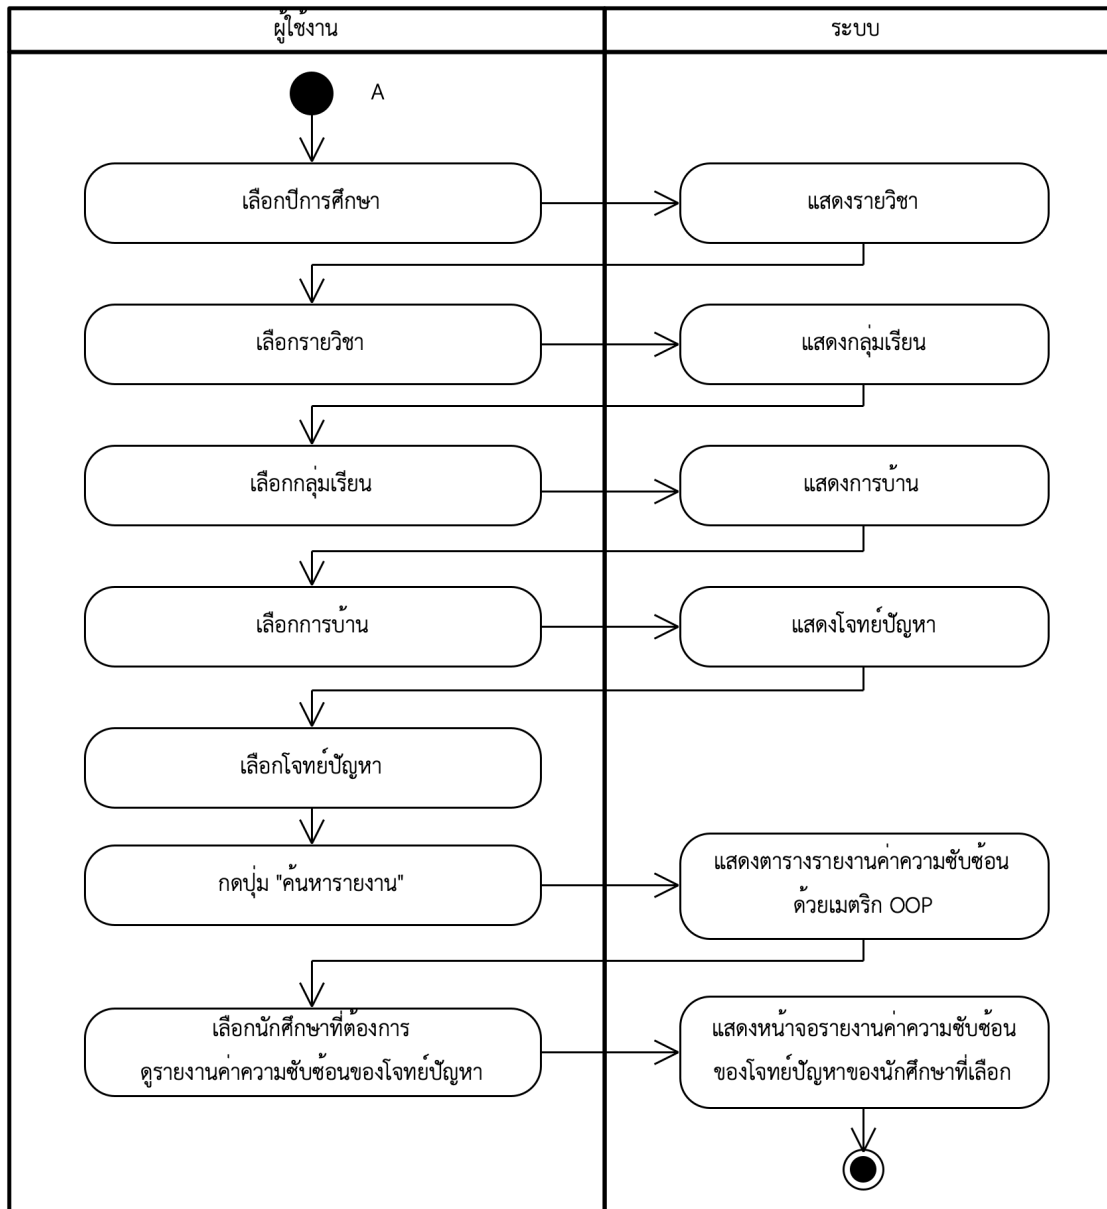 ผู้ใช้งาน
ระบบ
A
เลือกปีการศึกษา
แสดงรายวิชา
เลือกรายวิชา
แสดงกลุ่มเรียน
เลือกกลุ่มเรียน
แสดงการบ้าน
เลือกการบ้าน
แสดงโจทย์ปัญหา
เลือกโจทย์ปัญหา
กดปุ่ม "ค้นหารายงาน"
แสดงตารางรายงานค่าความซับซ้อน
ด้วยเมตริก OOP
เลือกนักศึกษาที่ต้องการ
ดูรายงานค่าความซับซ้อนของโจทย์ปัญหา
แสดงหน้าจอรายงานค่าความซับซ้อน
ของโจทย์ปัญหาของนักศึกษาที่เลือก